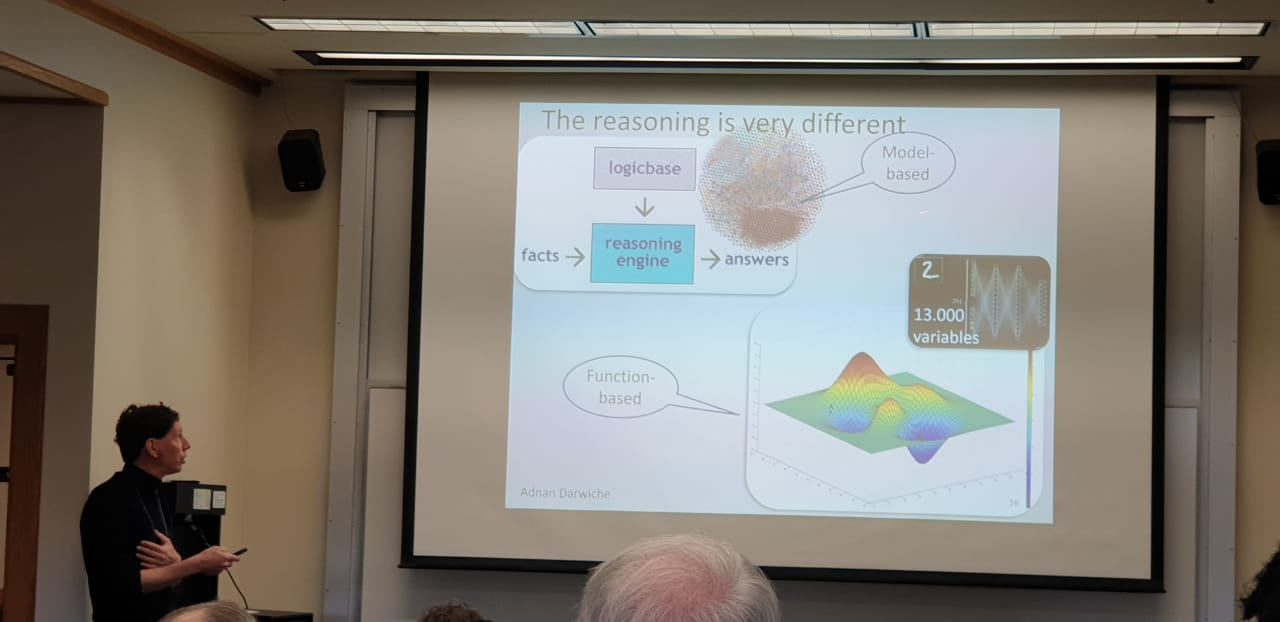 The reasoning is very different
logicbase
Model-
based
facts
reasoning
engine
answers
2
13.000
variables
Function-
based
Adnan Darwiche
16